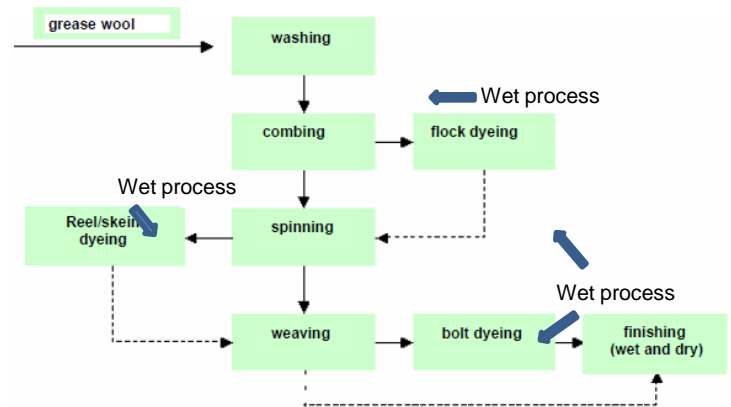 grease wool
washing
Wet process
combing
flock dyeing
Wet process
Reel/skein
dyeing
spinning
Wet process
weaving
bolt dyeing
finishing
(wet and dry)